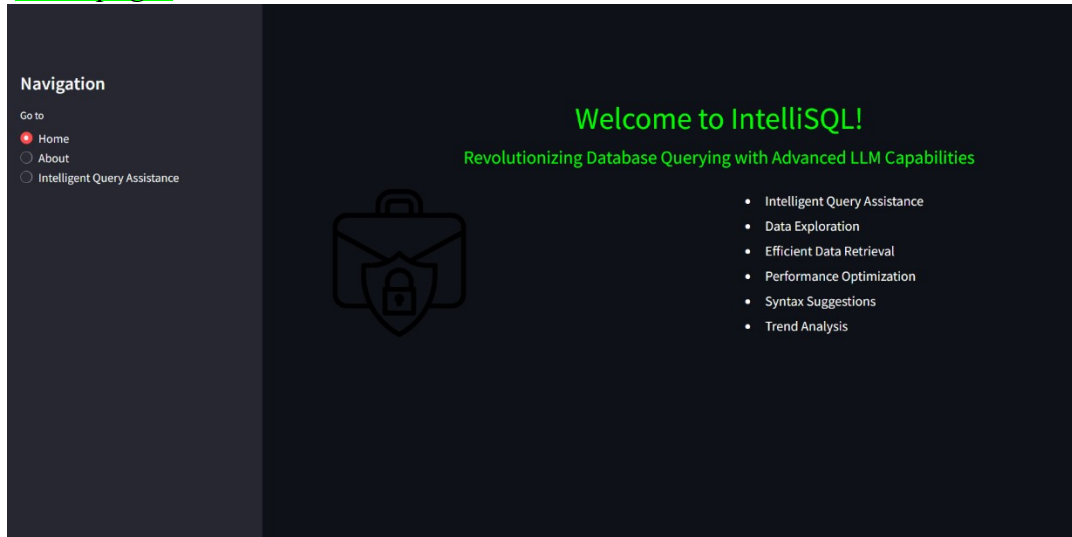 Navigation
Go to
Home
About
Intelligent Query Assistance
Welcome to IntelliSQL!
Revolutionizing Database Querying with Advanced LLM Capabilities
Intelligent Query Assistance
Data Exploration
Efficient Data Retrieval
Performance Optimization
Syntax Suggestions
Trend Analysis